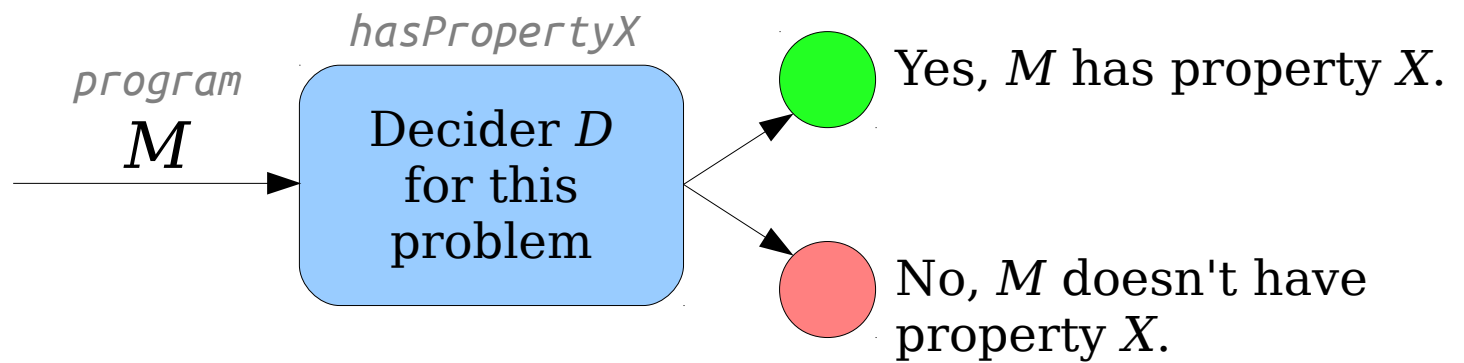 hasPropertyX
program
M
Decider D
for this
problem
Yes, M has property X.
No, M doesn't have
property X.